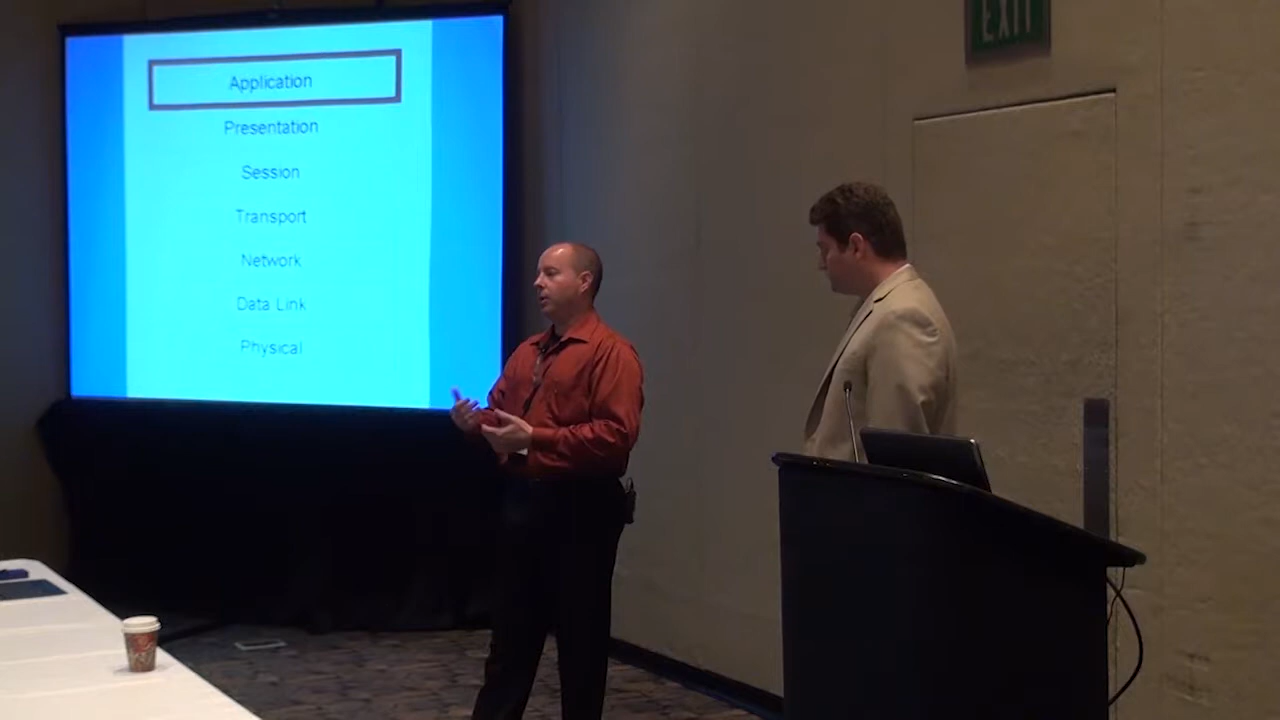 Application
Presentation
Session
Transport
Network
Data Link
Physical
EXIT